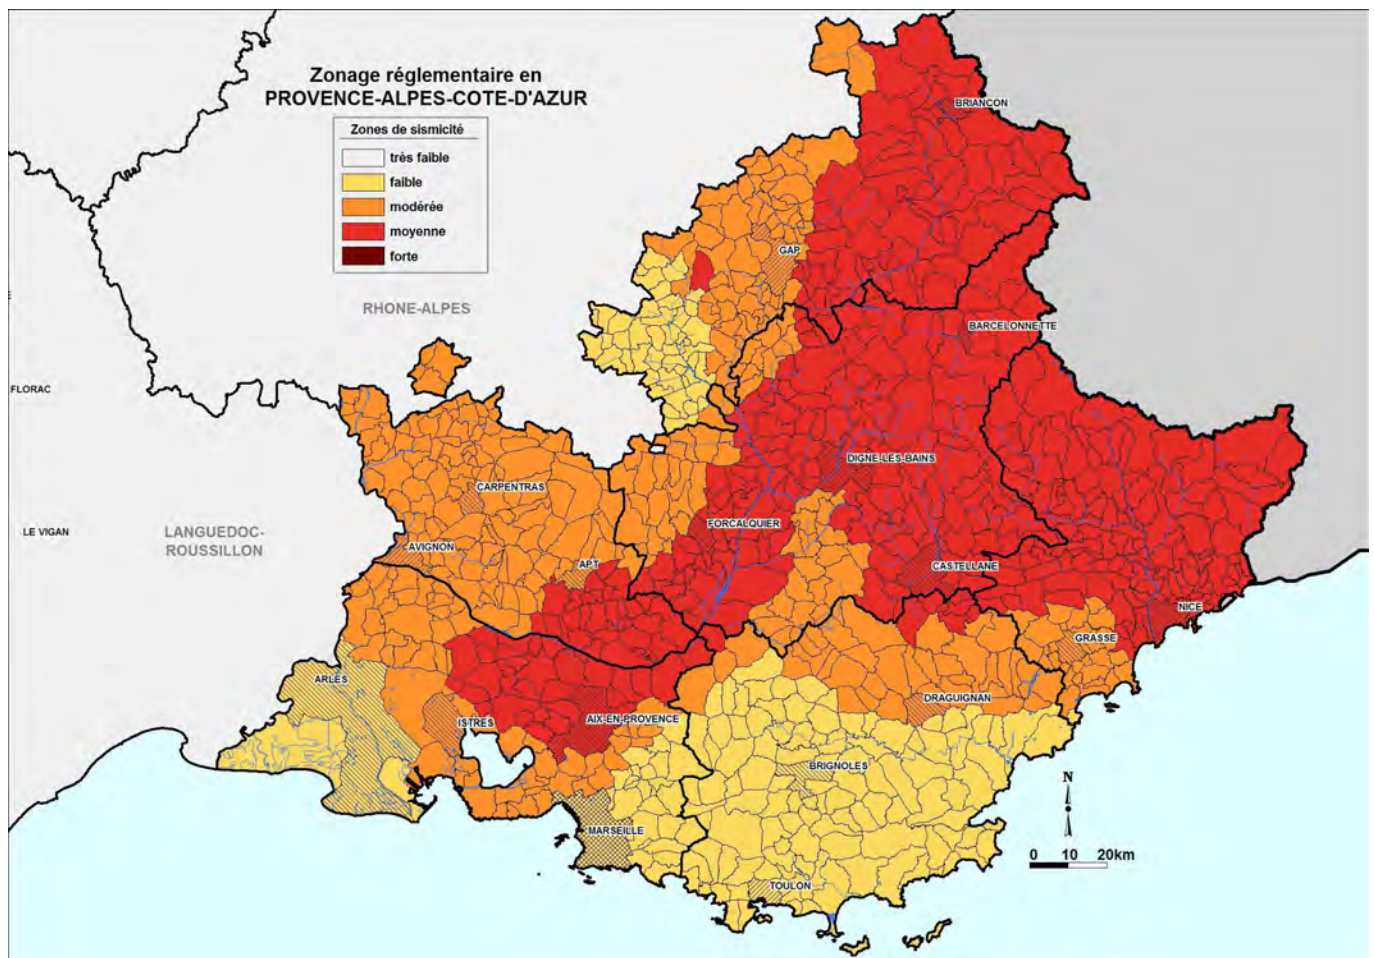 Zonage réglementaire en
PROVENCE-ALPES-COTE-D'AZUR
Zones de sismicité
très faible
faible
modérée
moyenne
forte
BRIANCON
GAP
RHONE-ALPES
BARCELONNETTE
FLORAC
DIGNE-LES-BAINS
CARPENTRAS
FORCALQUIER
LE VIGAN
LANGUEDOC-
ROUSSILLON
AVIGNON
APT
CASTELLANE
NICE
GRASSE
ARLES
DRAGUIGNAN
ISTRES
AIX-EN-PROVENCE
BRIGNOLES
N
MARSEILLE
0 10 20km
TOULON